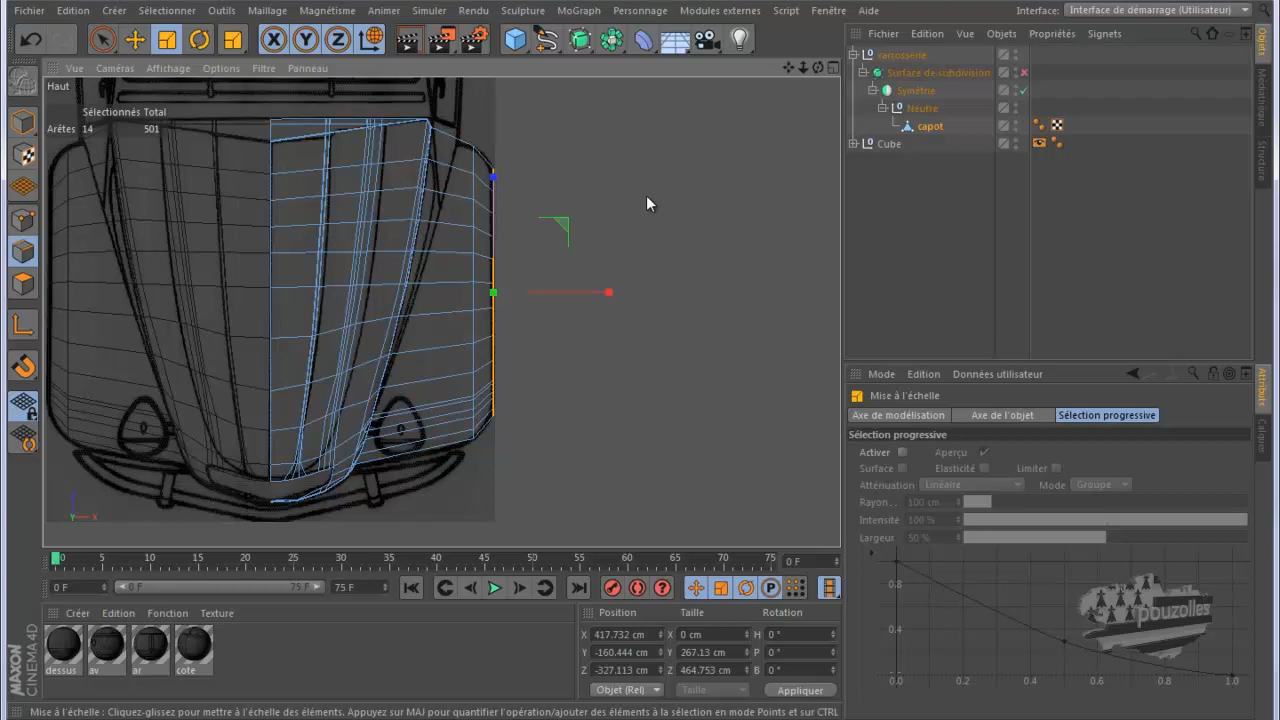 Fichier Edition Créer Sélectionner Outils Maillage Magnétisme Animer Simuler Rendu Sculpture MoGraph Personnage Modules externes Script Fenêtre Aide Interface: Interface de démarrage (Utilisateur)
X Y Z
Fichier Edition Vue Objets Propriétés Signets
Vue Caméras Affichage Options Filtre Panneau
Haut
Sélectionnés Total
Arêtes 14 501
carrosserie
Surface de subdivision
Symétrie
Neutre
capot
Cube
Objets
Médiathèque
Structure
Mode Edition Données utilisateur
Mise à l'échelle
Axe de modélisation Axe de l'objet Sélection progressive
Sélection progressive
Activer Aperçu
Surface Elasticité Limiter
Atténuation Linéaire Mode Groupe
Rayon . . 100 cm
Intensité 100 %
Largeur 50 %
0.8
0.4
0.0 0.2 0.4 0.6 0.8 1.0
pouzolles
Attributs
Calques
Y X
0 5 10 15 20 25 30 35 40 45 50 55 60 65 70 75 0 F
0 F 0 F 75 F 75 F
P
Créer Edition Fonction Texture
dessus av ar cote
Position Taille Rotation
X 417.732 cm X 0 cm H 0 °
Y -160.444 cm Y 267.13 cm P 0 °
Z -327.113 cm Z 464.753 cm B 0 °
Objet (Rel) Taille Appliquer
MAXON
CINEMA 4D
Mise à l'échelle : Cliquez-glissez pour mettre à l'échelle des éléments. Appuyez sur MAJ pour quantifier l'opération/ajouter des éléments à la sélection en mode Points et sur CTRL